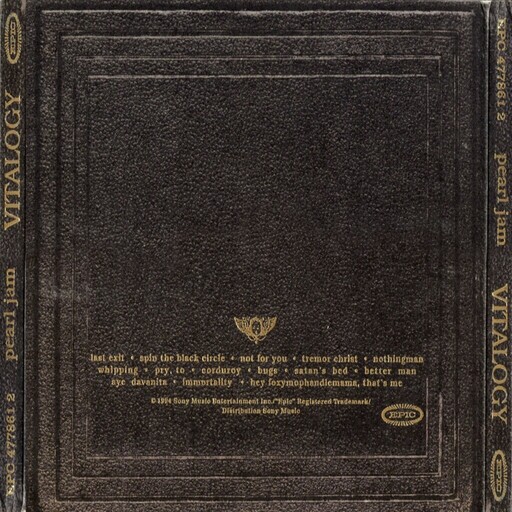 EPIC
VITALOGY
pearl jam
EPC 477861 2
last exit • spin the black circle • not for you • tremor christ • nothingman
whipping • pry, to • corduroy • bugs • satan's bed • better man
aye davanita • immortality • hey foxymophandlemama, that's me
© 1994 Sony Music Entertainment Inc./"Epic" Registered Trademark/
Distribution Sony Music
EPIC
EPC 477861 2
pearl jam
VITALOGY
EPIC